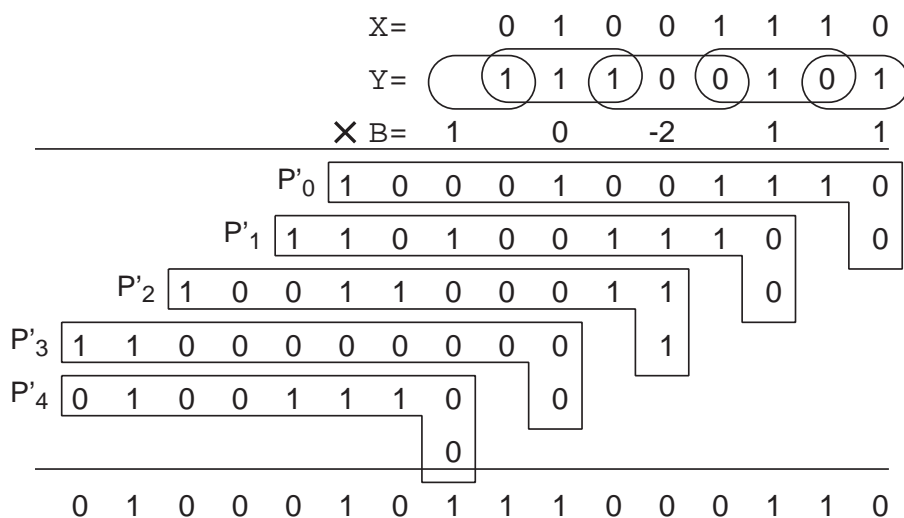 X= 0 1 0 0 1 1 1 0
Y= 1 1 1 0 0 1 0 1
× B= 1 0 -2 1 1
P'0 1 0 0 0 1 0 0 1 1 1 0
P'1 1 1 0 1 0 0 1 1 1 0 0
P'2 1 0 0 1 1 0 0 0 1 1 0
P'3 1 1 0 0 0 0 0 0 0 0 1
P'4 0 1 0 0 1 1 1 0 0
0
0 1 0 0 0 1 0 1 1 1 0 0 0 1 1 0